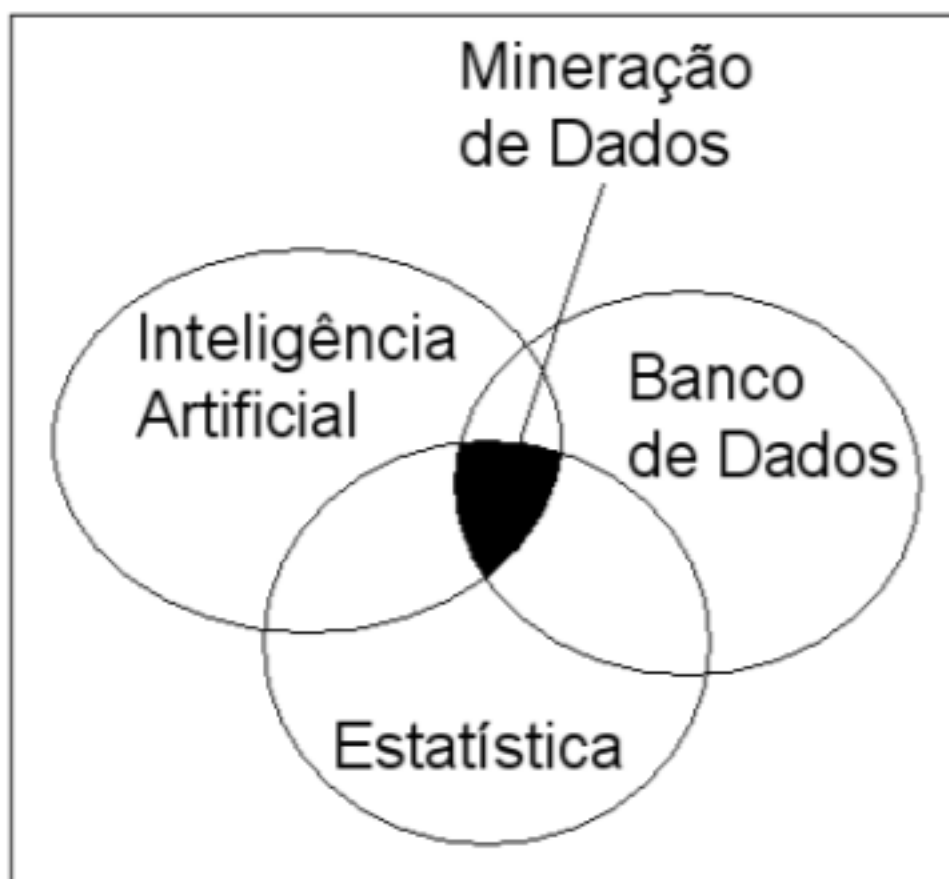 Mineração
de Dados
Inteligência
Artificial
Banco
de Dados
Estatística